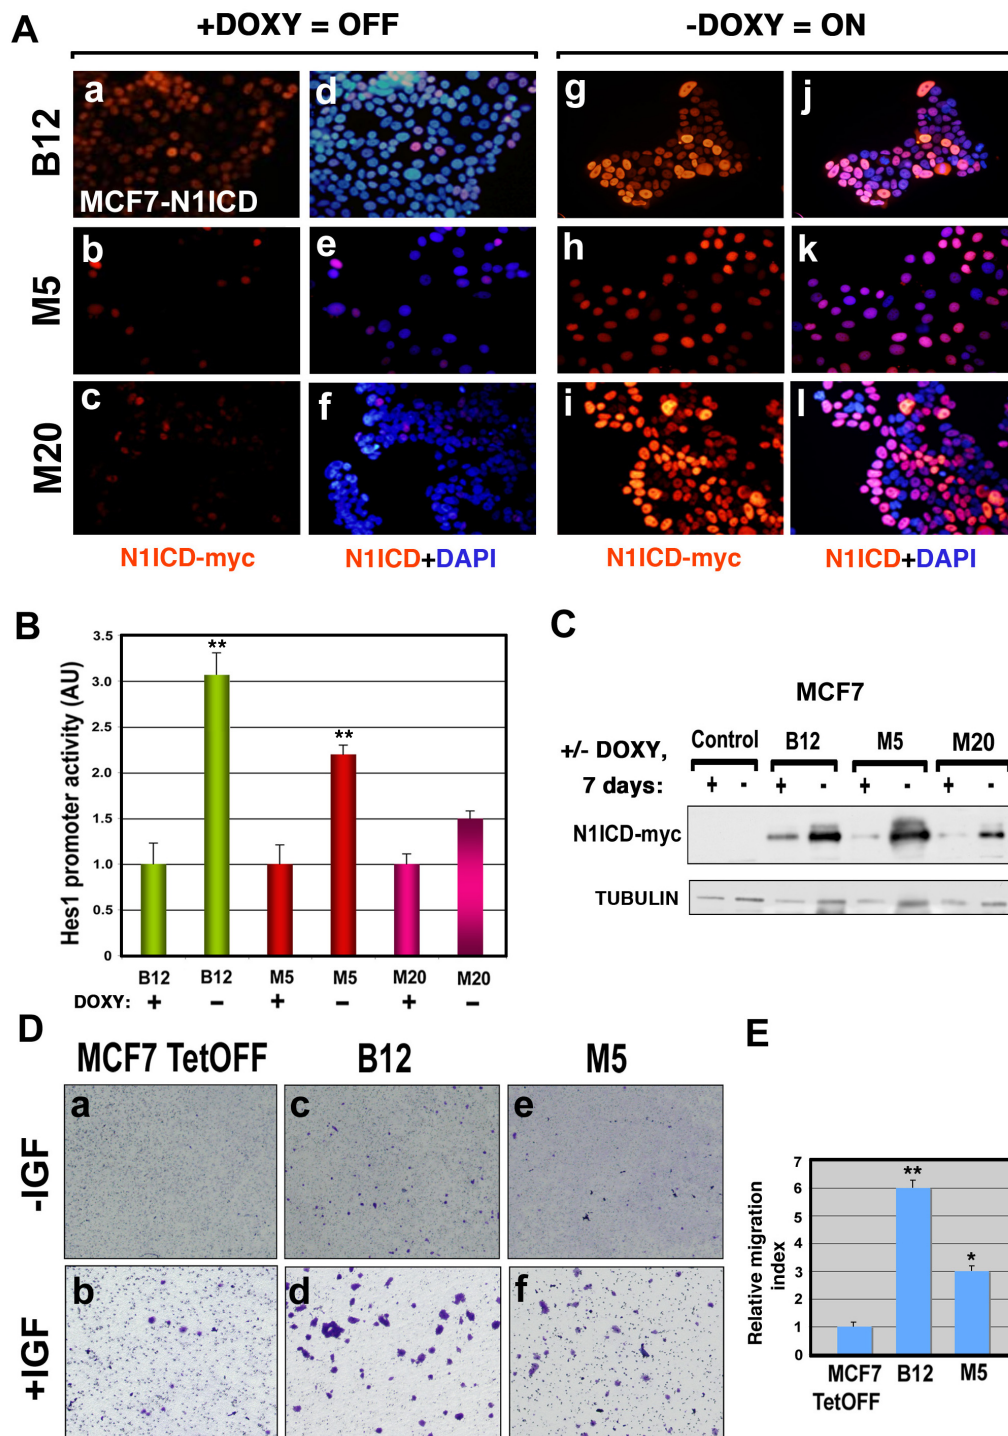 A
+DOXY = OFF
-DOXY = ON
B12
a
d
g
j
MCF7-N1ICD
M5
b
e
h
k
M20
c
f
i
l
N1ICD-myc
N1ICD+DAPI
N1ICD-myc
N1ICD+DAPI
B
Hes1 promoter activity (AU)
3.5
3.0
2.5
2.0
1.5
1.0
0.5
0
**
**
B12 B12 M5 M5 M20 M20
DOXY: + – + – + –
C
MCF7
+/- DOXY,
7 days:
Control B12 M5 M20
+ - + - + - + -
N1ICD-myc
TUBULIN
D
MCF7 TetOFF
B12
M5
-IGF
a
c
e
+IGF
b
d
f
E
Relative migration
index
7
6
5
4
3
2
1
0
**
*
MCF7
TetOFF
B12
M5